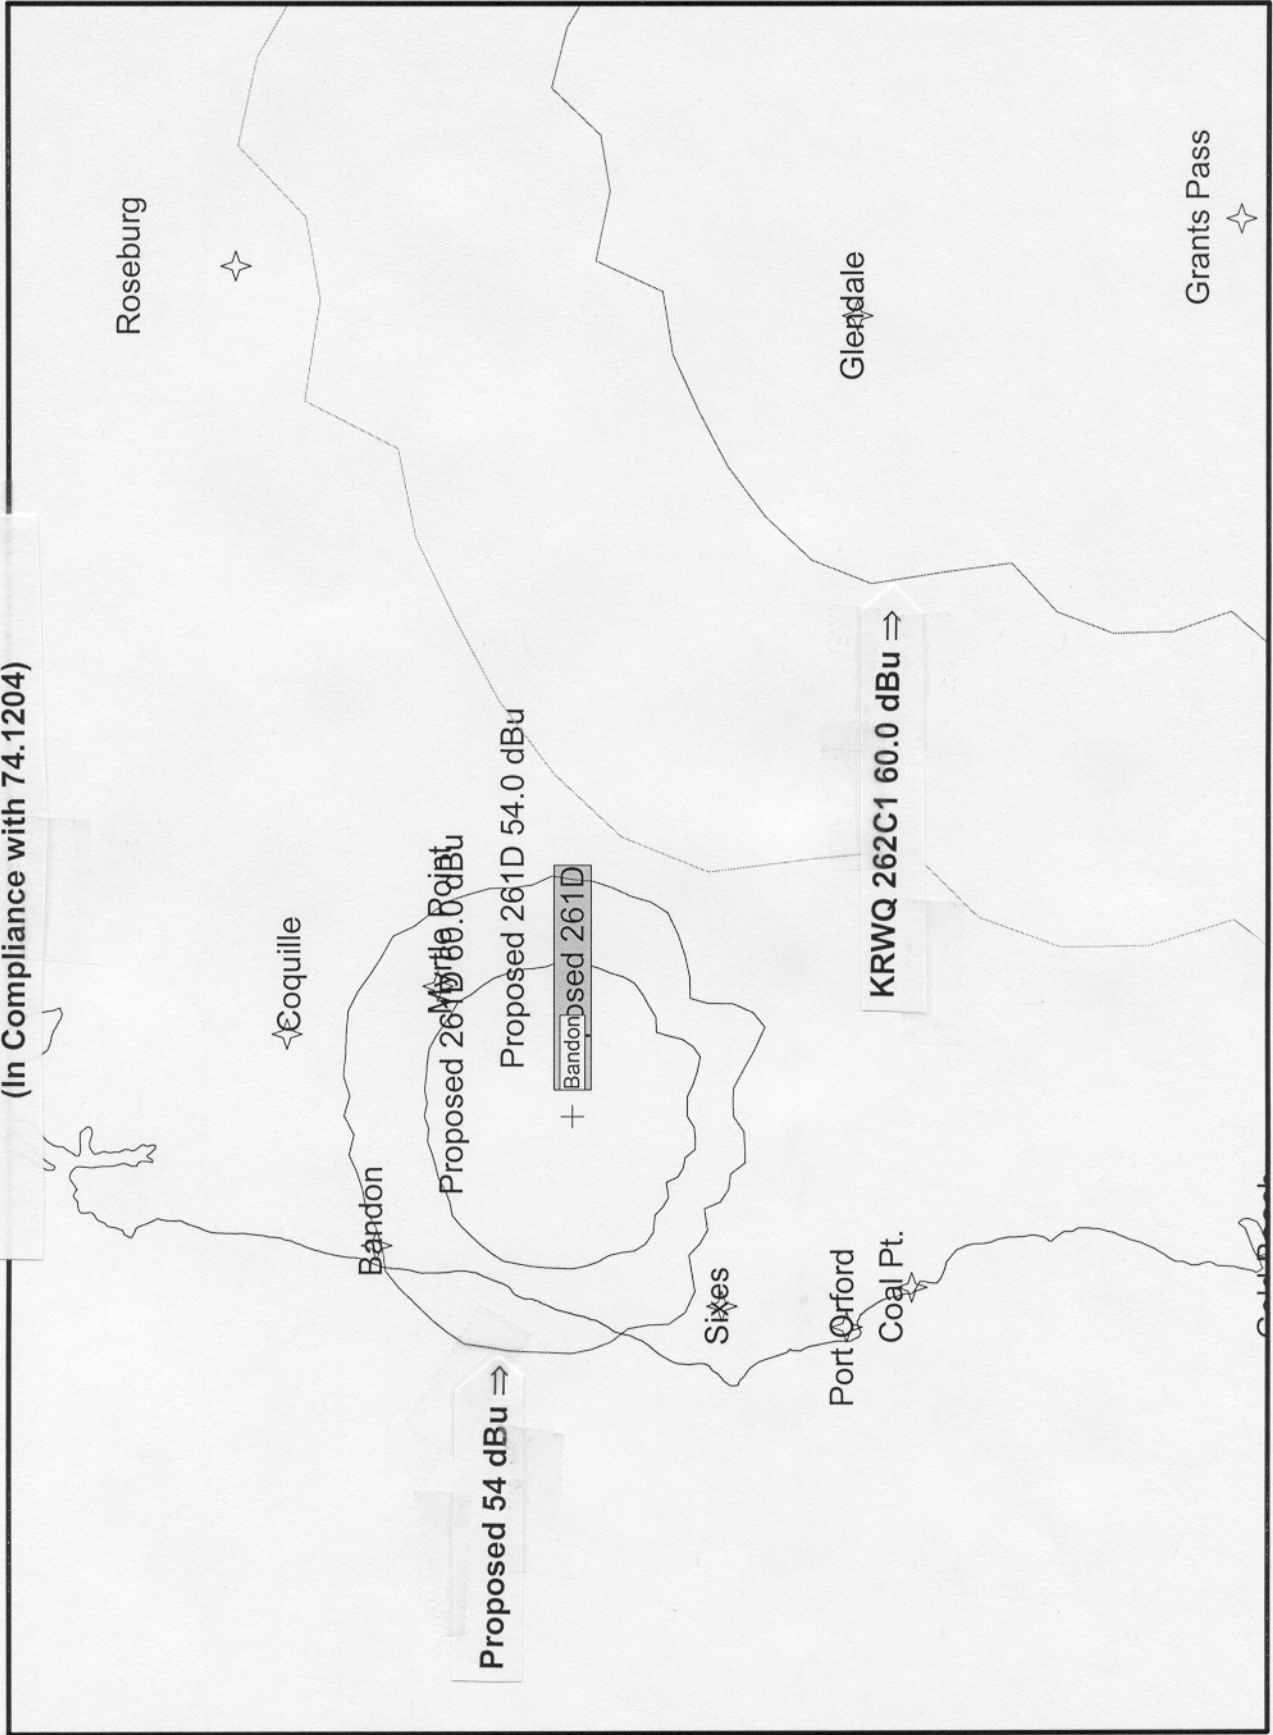 (In Compliance with 74.1204)
Roseburg
Coquille
Bandon
Myrtle Point
Proposed 261D 60.0 dBu
Proposed 261D 54.0 dBu
Bandon
posed 261D
Proposed 54 dBu ⇒
Sixes
Port Orford
Coal Pt.
Glendale
KRWQ 262C1 60.0 dBu ⇒
Grants Pass